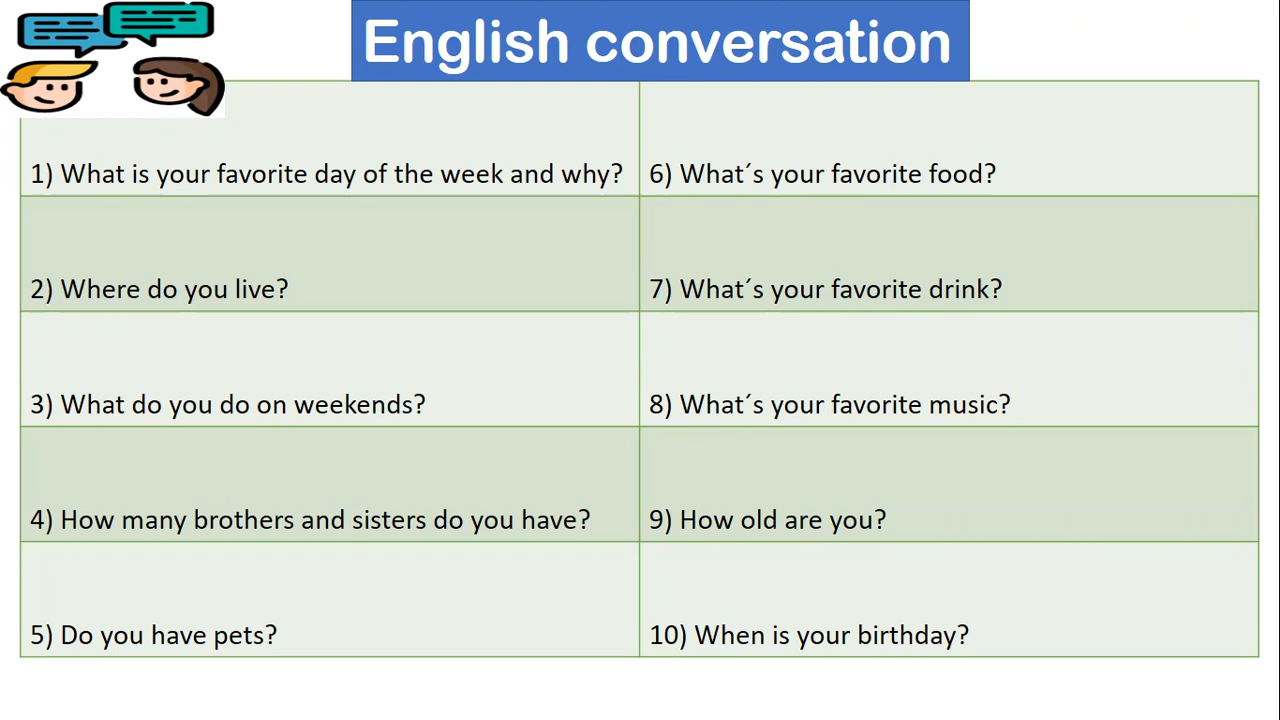 English conversation
1) What is your favorite day of the week and why?
2) Where do you live?
3) What do you do on weekends?
4) How many brothers and sisters do you have?
5) Do you have pets?
6) What´s your favorite food?
7) What´s your favorite drink?
8) What´s your favorite music?
9) How old are you?
10) When is your birthday?